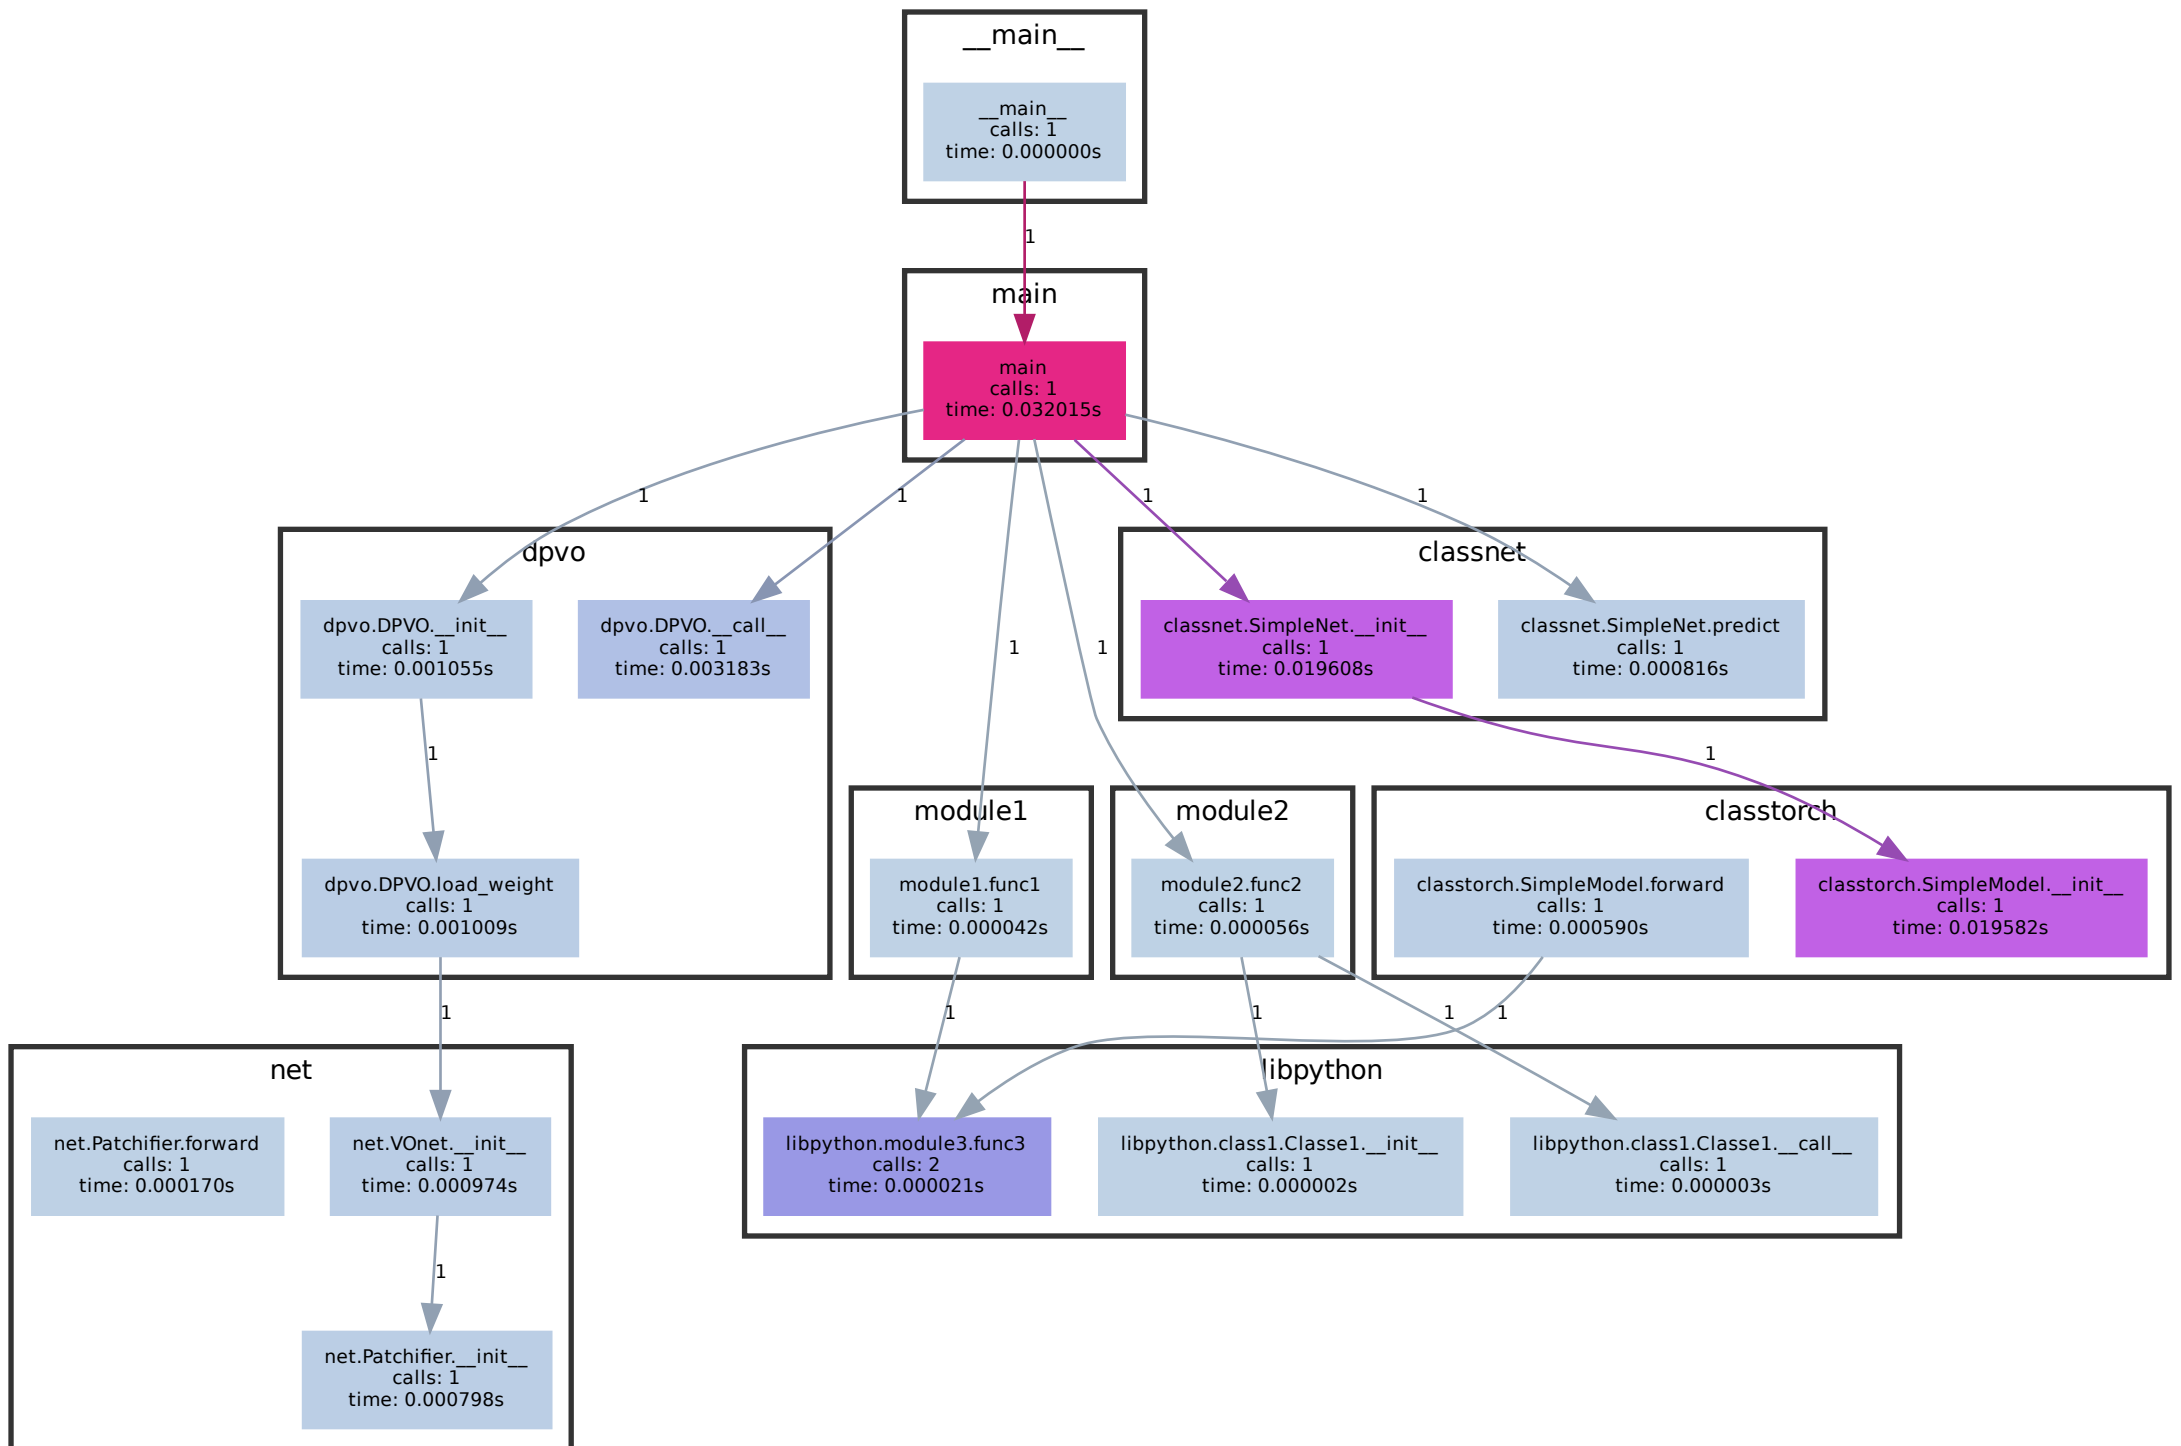 __main__
__main__
calls: 1
time: 0.000000s
1
main
main
calls: 1
time: 0.032015s
1
1
1
1
dpvo
dpvo.DPVO.__init__
calls: 1
time: 0.001055s
dpvo.DPVO.__call__
calls: 1
time: 0.003183s
1
1
classnet
classnet.SimpleNet.__init__
calls: 1
time: 0.019608s
classnet.SimpleNet.predict
calls: 1
time: 0.000816s
1
1
dpvo.DPVO.load_weight
calls: 1
time: 0.001009s
module1
module1.func1
calls: 1
time: 0.000042s
module2
module2.func2
calls: 1
time: 0.000056s
classtorch
classtorch.SimpleModel.forward
calls: 1
time: 0.000590s
classtorch.SimpleModel.__init__
calls: 1
time: 0.019582s
1
1
1
1
1
net
net.Patchifier.forward
calls: 1
time: 0.000170s
net.VOnet.__init__
calls: 1
time: 0.000974s
1
net.Patchifier.__init__
calls: 1
time: 0.000798s
libpython
libpython.module3.func3
calls: 2
time: 0.000021s
libpython.class1.Classe1.__init__
calls: 1
time: 0.000002s
libpython.class1.Classe1.__call__
calls: 1
time: 0.000003s